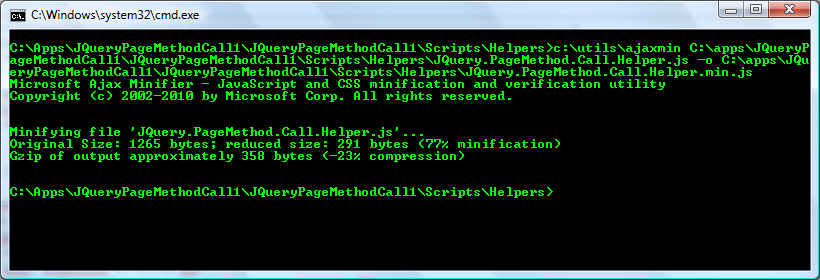 C:\Windows\system32\cmd.exe
C:\Apps\JQueryPageMethodCall1\JQueryPageMethodCall1\Scripts\Helpers>c:\utils\ajaxmin C:\apps\JQueryP
ageMethodCall1\JQueryPageMethodCall1\Scripts\Helpers\JQuery.PageMethod.Call.Helper.js -o C:\apps\JQu
eryPageMethodCall1\JQueryPageMethodCall1\Scripts\Helpers\JQuery.PageMethod.Call.Helper.min.js
Microsoft Ajax Minifier - JavaScript and CSS minification and verification utility
Copyright (c) 2002-2010 by Microsoft Corp. All rights reserved.
Minifying file 'JQuery.PageMethod.Call.Helper.js'...
Original Size: 1265 bytes; reduced size: 291 bytes (77% minification)
Gzip of output approximately 358 bytes (-23% compression)
C:\Apps\JQueryPageMethodCall1\JQueryPageMethodCall1\Scripts\Helpers>